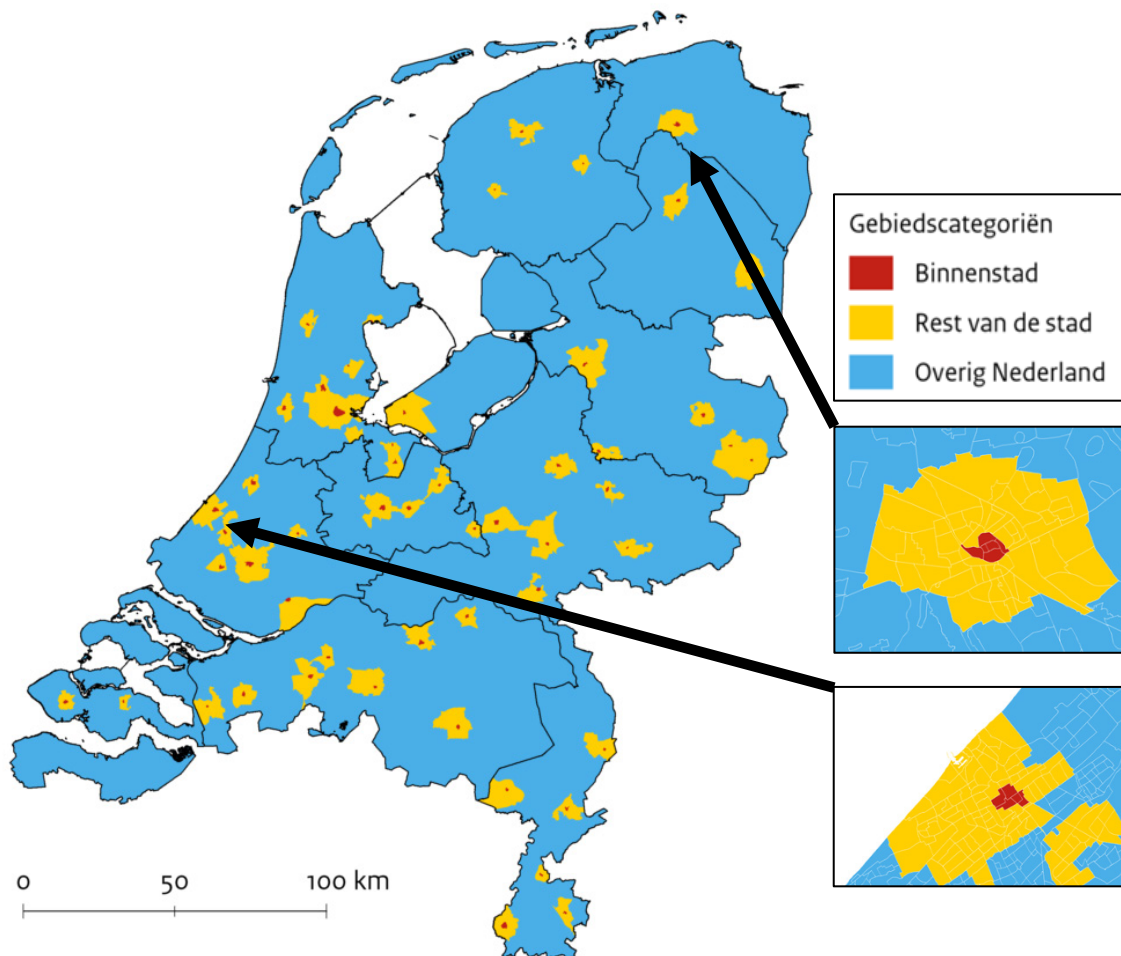 Gebiedscategoriën
Binnenstad
Rest van de stad
Overig Nederland
0 50 100 km